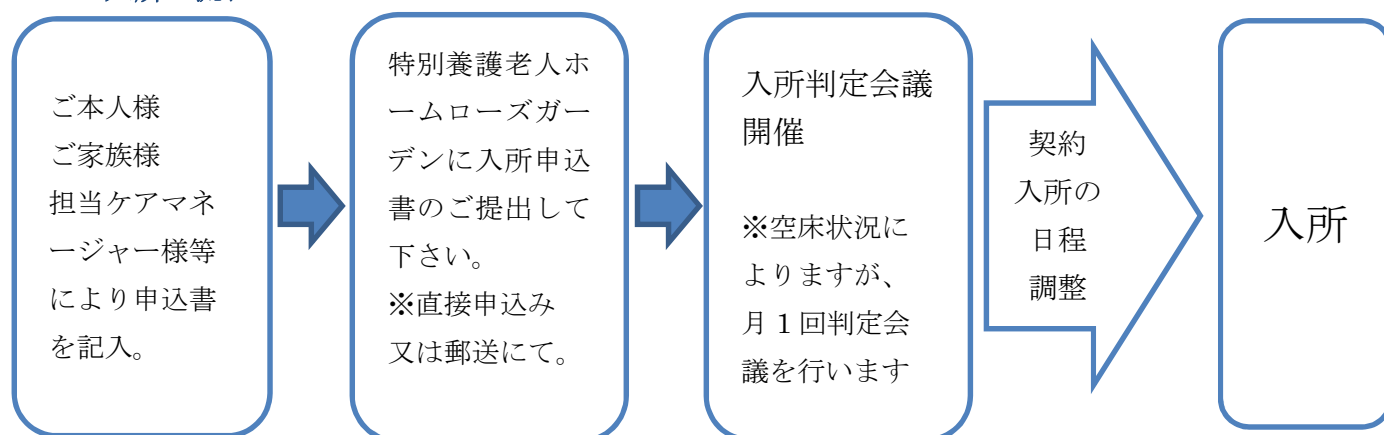 ご本人様
ご家族様
担当ケアマネ
ージャー様等
により申込書
を記入。
特別養護老人ホ
ームローズガー
デンに入所申込
書のご提出して
下さい。
※直接申込み
又は郵送にて。
入所判定会議
開催
※空床状況に
よりますが、
月１回判定会
議を行います
契約
入所の
日程
調整
入所